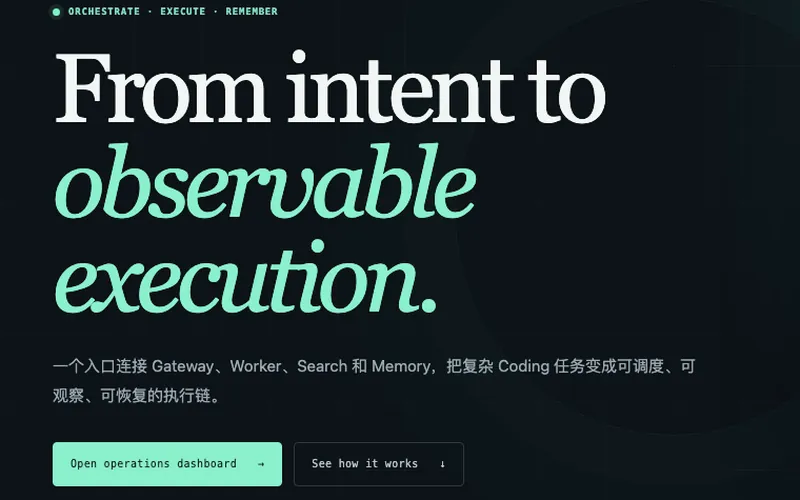 ORCHESTRATE · EXECUTE · REMEMBER
From intent to
observable
execution.
一个入口连接 Gateway、Worker、Search 和 Memory，把复杂 Coding 任务变成可调度、可
观察、可恢复的执行链。
Open operations dashboard →
See how it works ↓